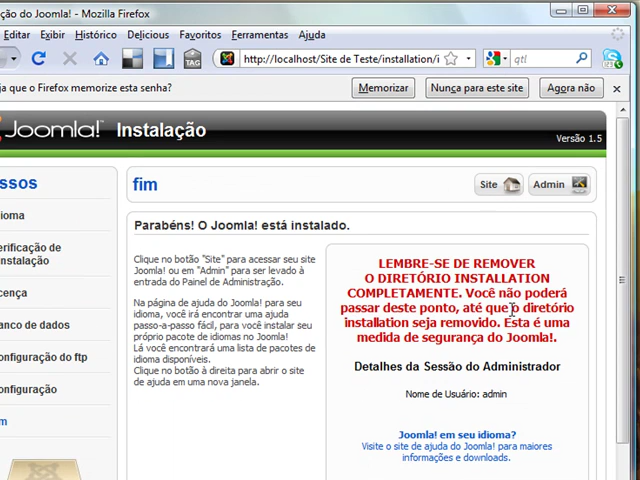 ção do Joomla! - Mozilla Firefox
Editar Exibir Histórico Delicious Favoritos Ferramentas Ajuda
TAG http://localhost/Site de Teste/installation/i qtl
ja que o Firefox memorize esta senha? Memorizar Nunca para este site Agora não
Joomla! Instalação
Versão 1.5
ssos
fim
Site Admin
ioma
erificação de
nstalação
cença
anco de dados
onfiguração do ftp
onfiguração
m
Parabéns! O Joomla! está instalado.
Clique no botão "Site" para acessar seu site
Joomla! ou em "Admin" para ser levado à
entrada do Painel de Administração.
Na página de ajuda do Joomla! para seu
idioma, você irá encontrar uma ajuda
passo-a-passo fácil, para você instalar seu
próprio pacote de idiomas no Joomla!
Lá você encontrará uma lista de pacotes de
idioma disponíveis.
Clique no botão à direita para abrir o site
de ajuda em uma nova janela.
LEMBRE-SE DE REMOVER
O DIRETÓRIO INSTALLATION
COMPLETAMENTE. Você não poderá
passar deste ponto, até que o diretório
installation seja removido. Esta é uma
medida de segurança do Joomla!.
Detalhes da Sessão do Administrador
Nome de Usuário: admin
Joomla! em seu idioma?
Visite o site de ajuda do Joomla! para maiores
informações e downloads.